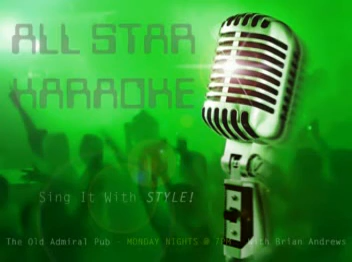 ALL STAR
KARAOKE
Sing It With STYLE!
The Old Admiral Pub - MONDAY NIGHTS @ 7PM - With Brian Andrews